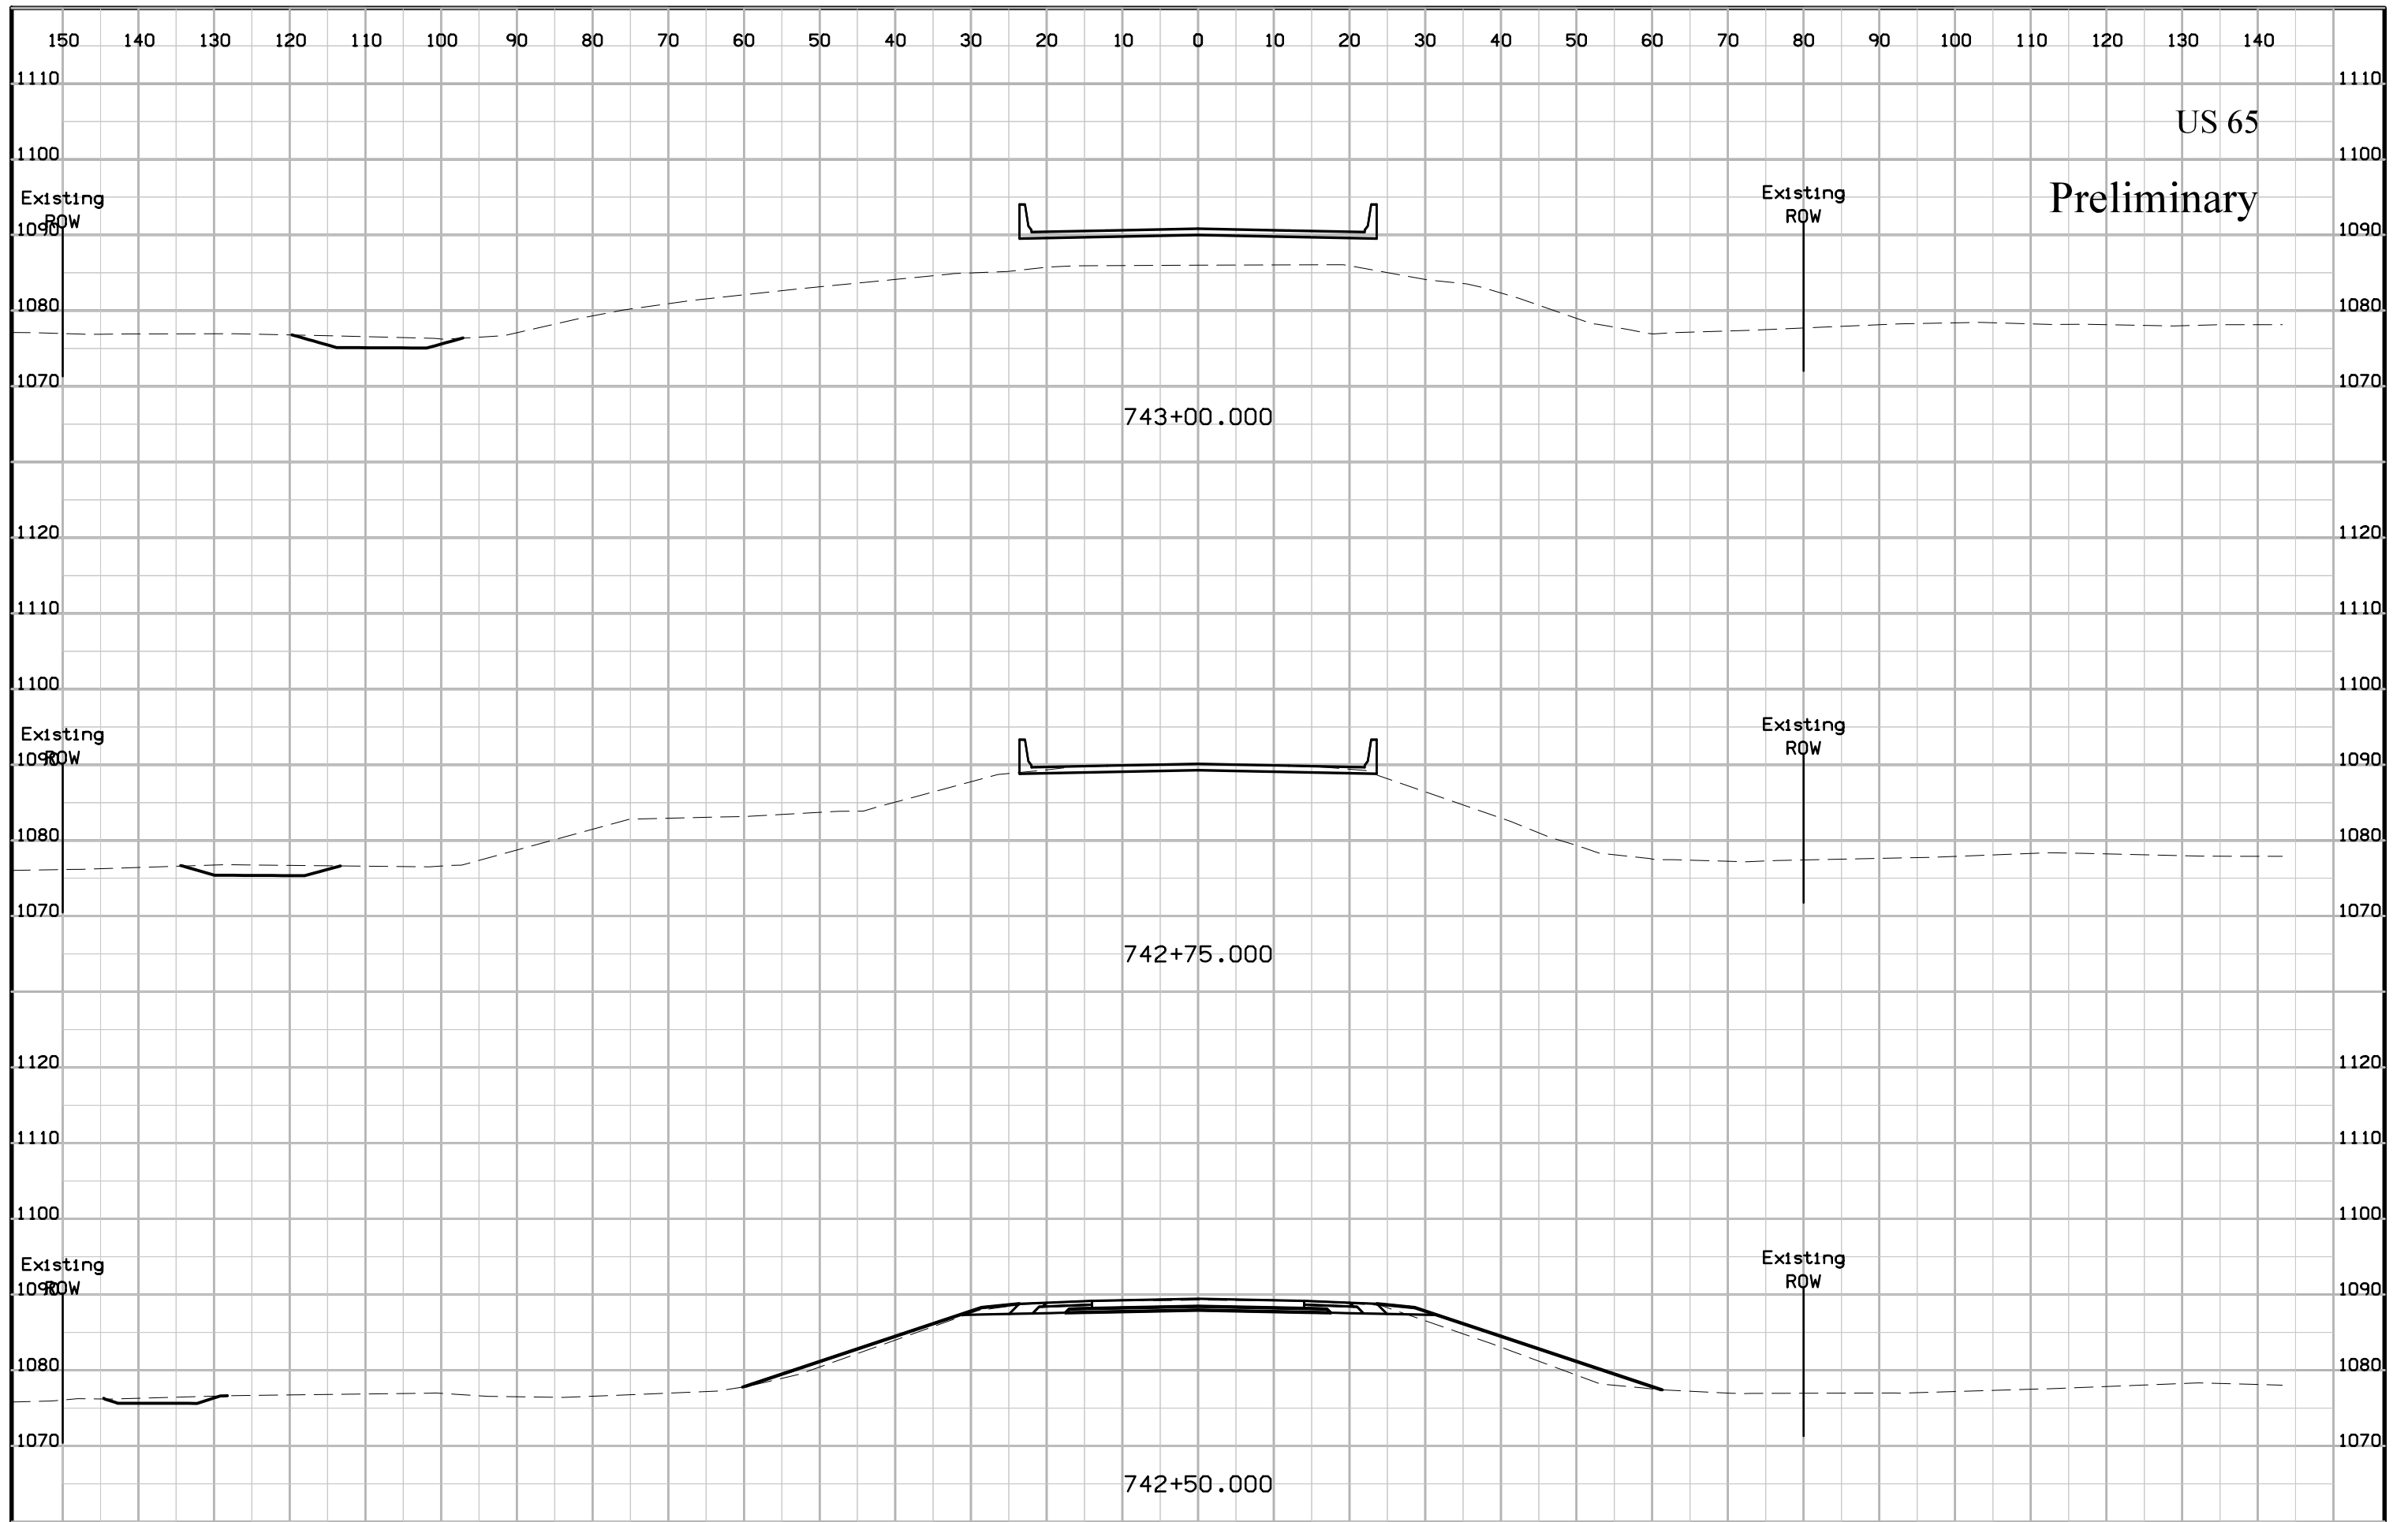 150 140 130 120 110 100 90 80 70 60 50 40 30 20 10 0 10 20 30 40 50 60 70 80 90 100 110 120 130 140
1110 1110
US 65
1100 1100
Existing Existing Preliminary
ROW ROW
1090 1090
1080 1080
1070 1070
743+00.000
1120 1120
1110 1110
1100 1100
Existing Existing
ROW ROW
1090 1090
1080 1080
1070 1070
742+75.000
1120 1120
1110 1110
1100 1100
Existing Existing
ROW ROW
1090 1090
1080 1080
1070 1070
742+50.000